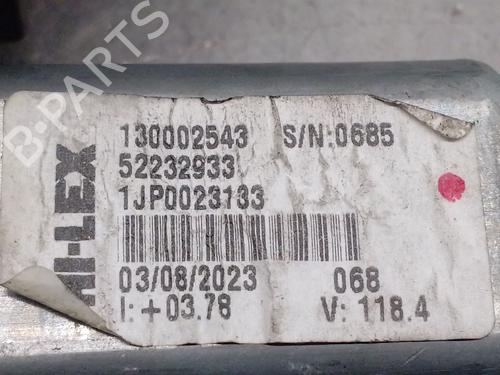 B-PARTS
HI-LEX
130002543 S/N:0685
52232933
1JP0023133
03/08/2023 068
I: +03.78 V: 118.4